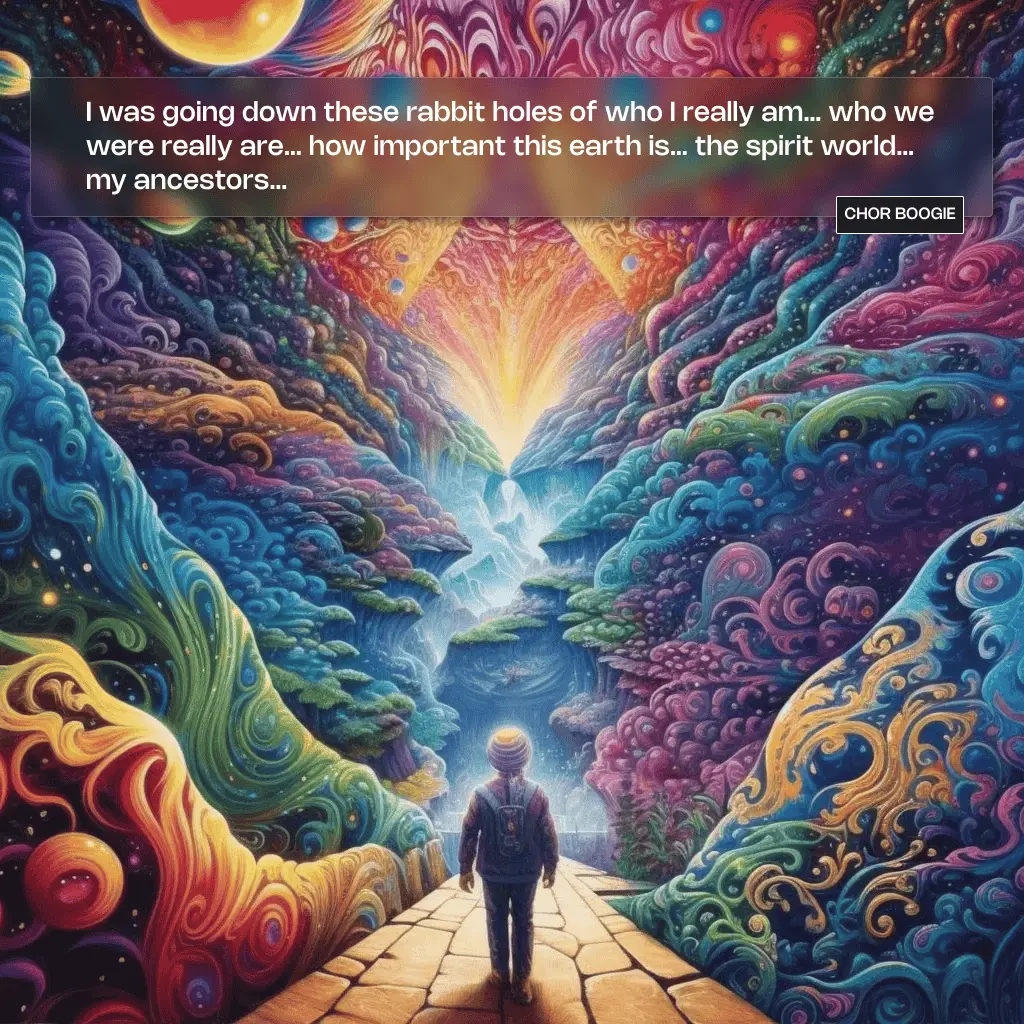 I was going down these rabbit holes of who I really am... who we
were really are... how important this earth is... the spirit world...
my ancestors...
CHOR BOOGIE